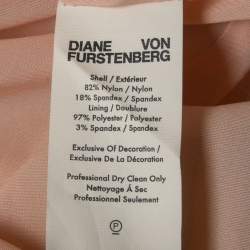 DIANE VON
FURSTENBERG
Shell / Extérieur
82% Nylon / Nylon
18% Spandex / Spandex
Lining / Doublure
97% Polyester / Polyester
3% Spandex / Spandex
Exclusive Of Decoration /
Exclusive De La Décoration
Professional Dry Clean Only
Nettoyage À Sec
Professionnel Seulement
P